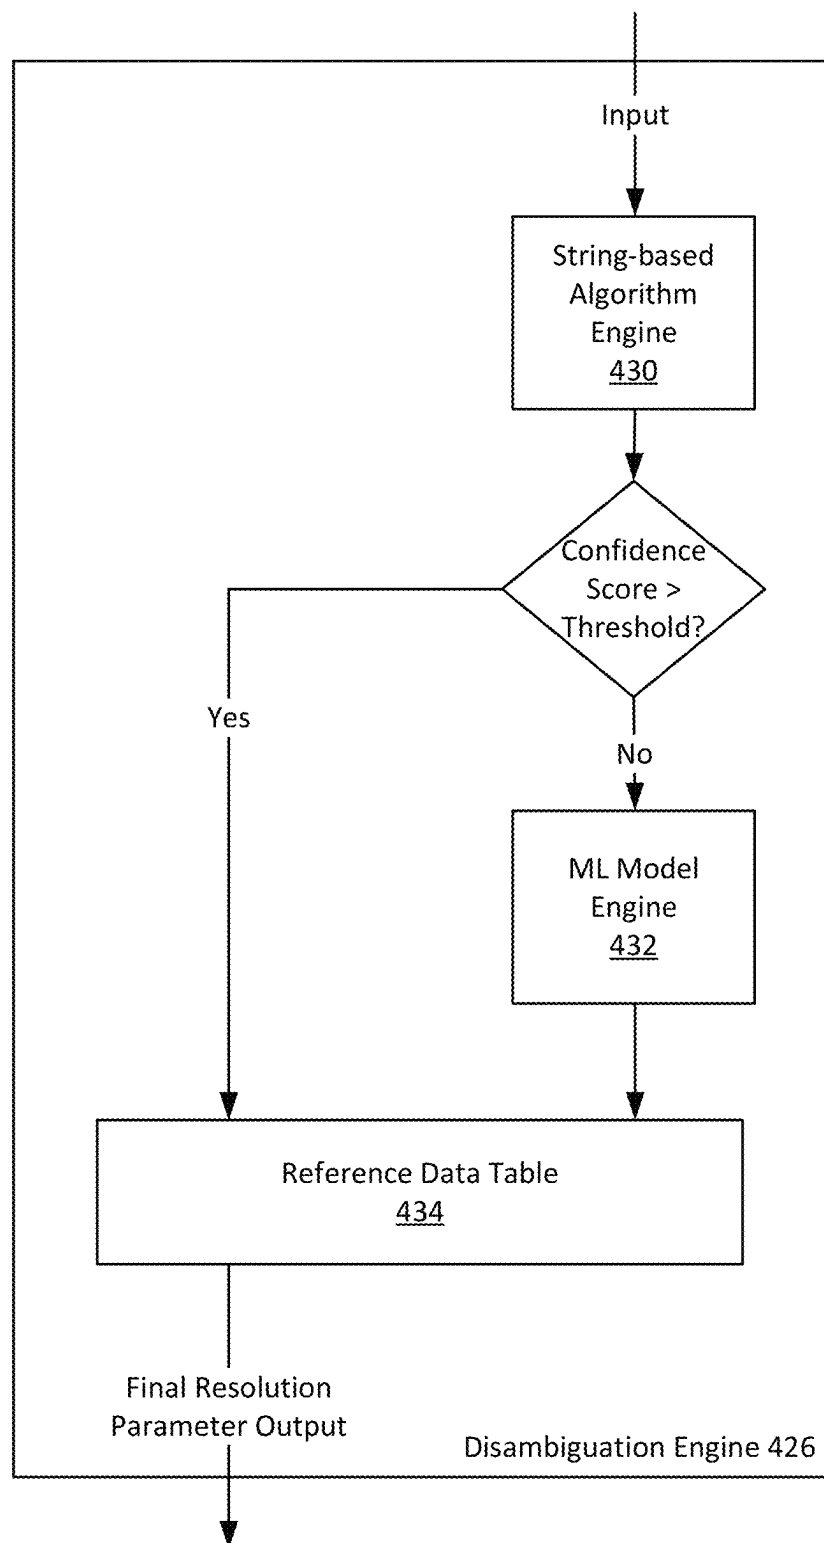 Input
String-based
Algorithm
Engine
430
Confidence
Score >
Threshold?
Yes
No
ML Model
Engine
432
Reference Data Table
434
Final Resolution
Parameter Output
Disambiguation Engine 426